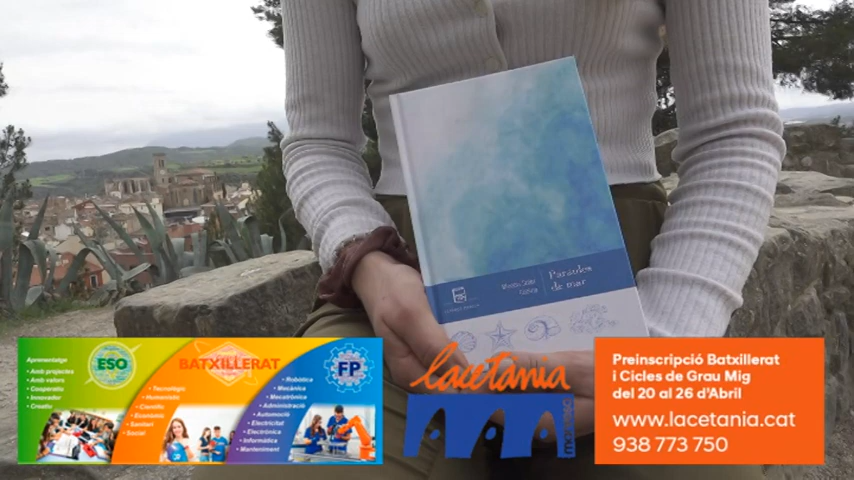 Paraules
de mar
Aprenentatge
• Amb projectes
• Amb valors
• Cooperatiu
• Innovador
• Creatiu
ESO
BATXILLERAT
• Tecnològic
• Humanístic
• Científic
• Econòmic
• Sanitari
• Social
FP
• Robòtica
• Mecànica
• Mecatrònica
• Administració
• Automoció
• Electricitat
• Electrònica
• Informàtica
• Manteniment
lacetània
Preinscripció Batxillerat
i Cicles de Grau Mig
del 20 al 26 d'Abril
www.lacetania.cat
938 773 750